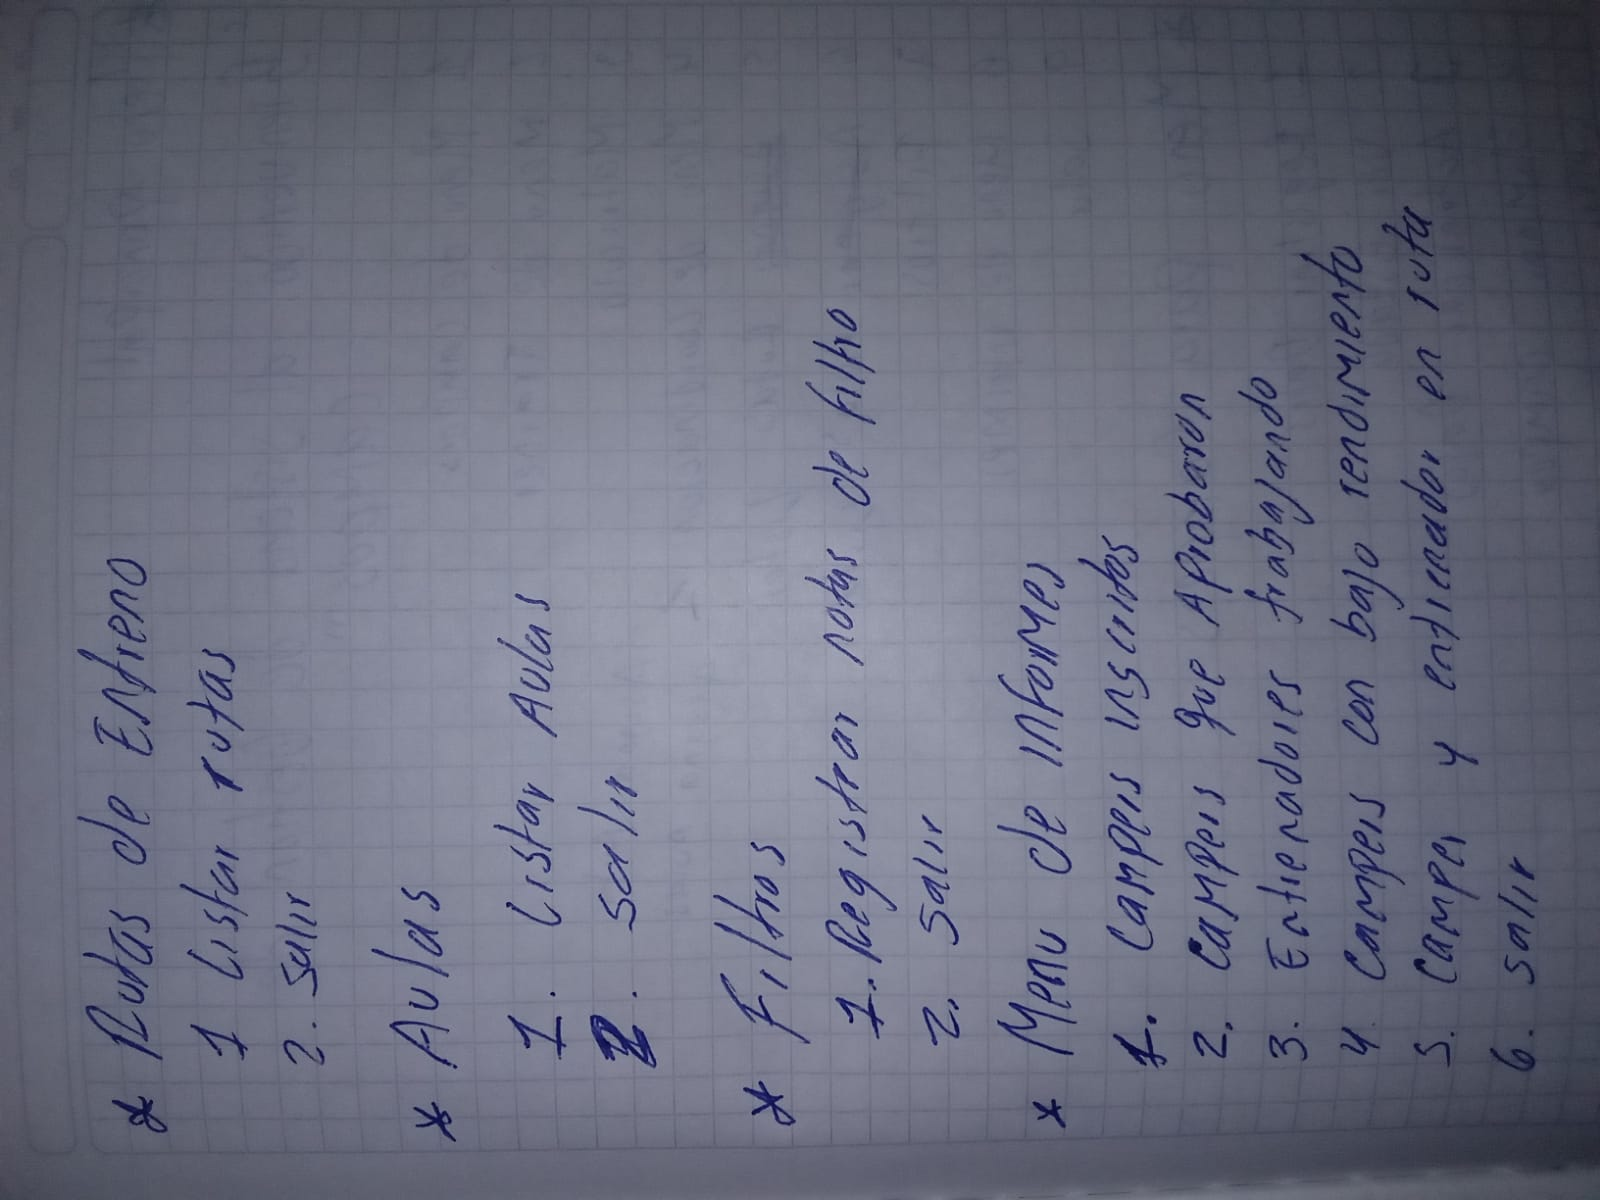 * Rutas de Entreno
1 Listar rutas
2. Salir
* Aulas
1. Listar Aulas
2. Salir
* Filtros
1. Registrar notas de filtro
2. Salir
* Menu de informes
1. Campers inscritos
2. Campers que Aprobaron
3. Entrenadores trabajando
4 Campers con bajo rendimiento
5. Camper y entrenador en ruta
6. Salir